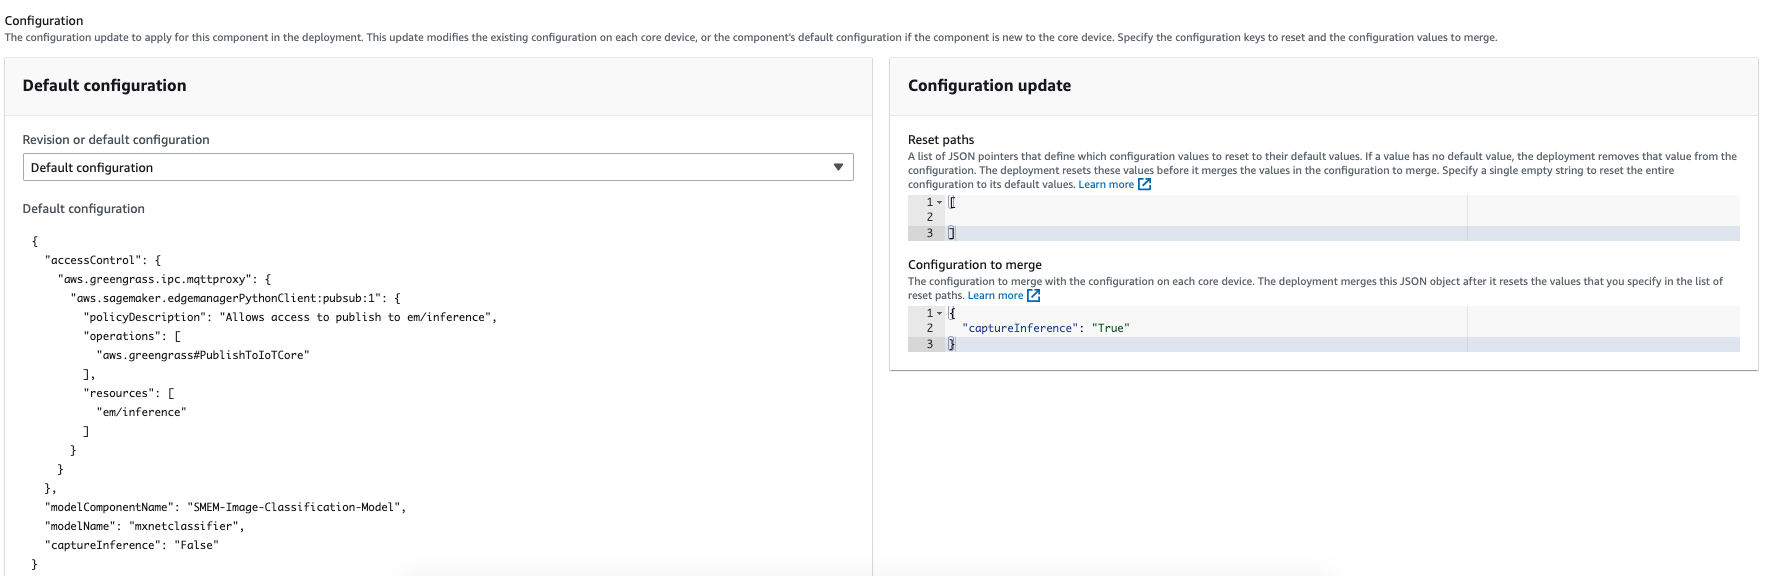 Configuration
The configuration update to apply for this component in the deployment. This update modifies the existing configuration on each core device, or the component's default configuration if the component is new to the core device. Specify the configuration keys to reset and the configuration values to merge.
Default configuration
Revision or default configuration
Default configuration
Default configuration
{
"accessControl": {
"aws.greengrass.ipc.mqttproxy": {
"aws.sagemaker.edgemanagerPythonClient:pubsub:1": {
"policyDescription": "Allows access to publish to em/inference",
"operations": [
"aws.greengrass#PublishToIoTCore"
],
"resources": [
"em/inference"
]
}
}
},
"modelComponentName": "SMEM-Image-Classification-Model",
"modelName": "mxnetclassifier",
"captureInference": "False"
}
Configuration update
Reset paths
A list of JSON pointers that define which configuration values to reset to their default values. If a value has no default value, the deployment removes that value from the
configuration. The deployment resets these values before it merges the values in the configuration to merge. Specify a single empty string to reset the entire
configuration to its default values. Learn more
1 [
2
3 ]
Configuration to merge
The configuration to merge with the configuration on each core device. The deployment merges this JSON object after it resets the values that you specify in the list of
reset paths. Learn more
1 {
2 "captureInference": "True"
3 }